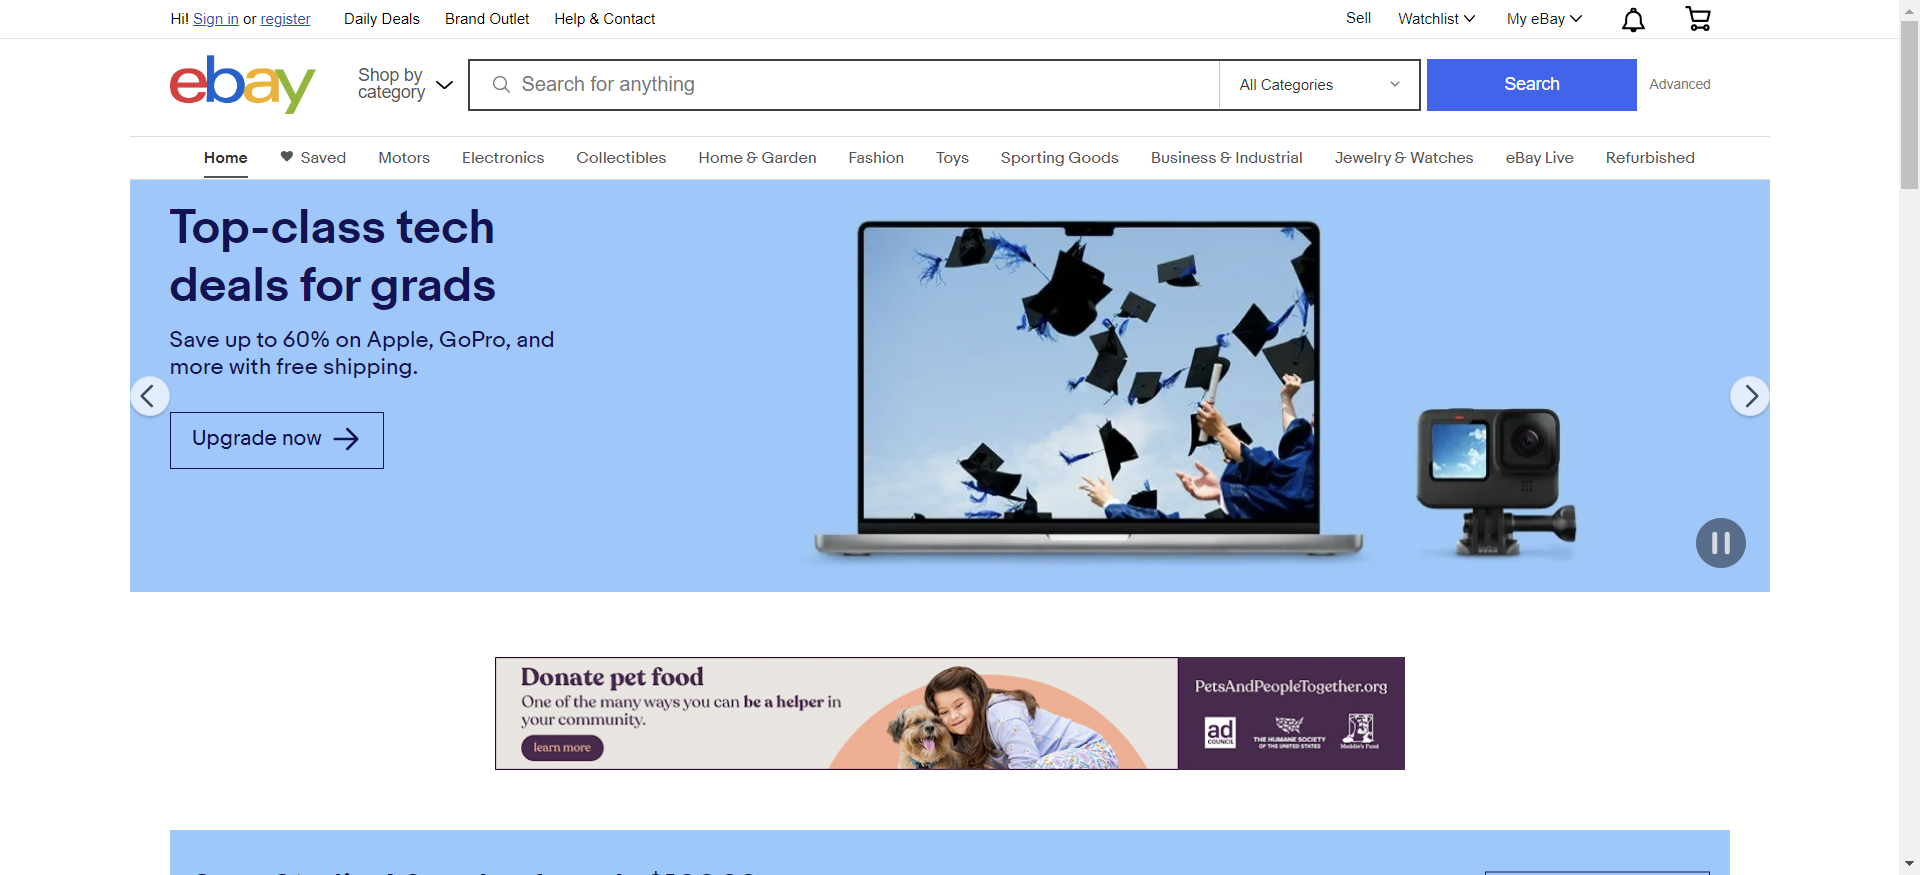 Hi! Sign in or register
Daily Deals
Brand Outlet
Help & Contact
Sell
Watchlist
My eBay
ebay
Shop by
category
Search for anything
All Categories
Search
Advanced
Home
Saved
Motors
Electronics
Collectibles
Home & Garden
Fashion
Toys
Sporting Goods
Business & Industrial
Jewelry & Watches
eBay Live
Refurbished
Top-class tech
deals for grads
Save up to 60% on Apple, GoPro, and
more with free shipping.
Upgrade now
Donate pet food
One of the many ways you can be a helper in
your community.
learn more
PetsAndPeopleTogether.org
ad
COUNCIL
THE HUMANE SOCIETY
OF THE UNITED STATES
Maddie's Fund